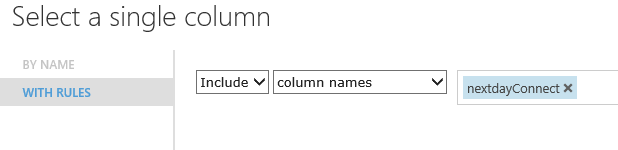 Select a single column
BY NAME
WITH RULES
Include column names nextdayConnect